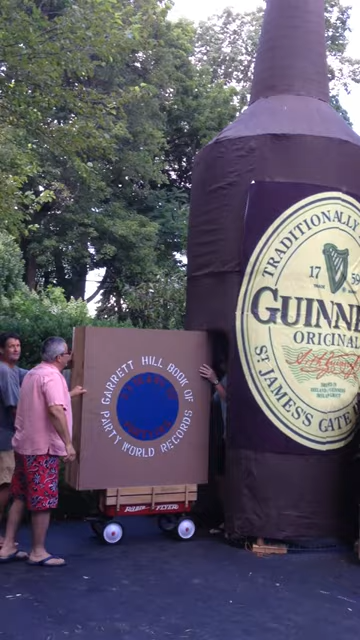 GARRETT HILL BOOK OF
PARTY WORLD RECORDS
RADIO FLYER
TRADITIONALLY
17 59
GUINN
ORIGINAL
ST JAMES'S GATE